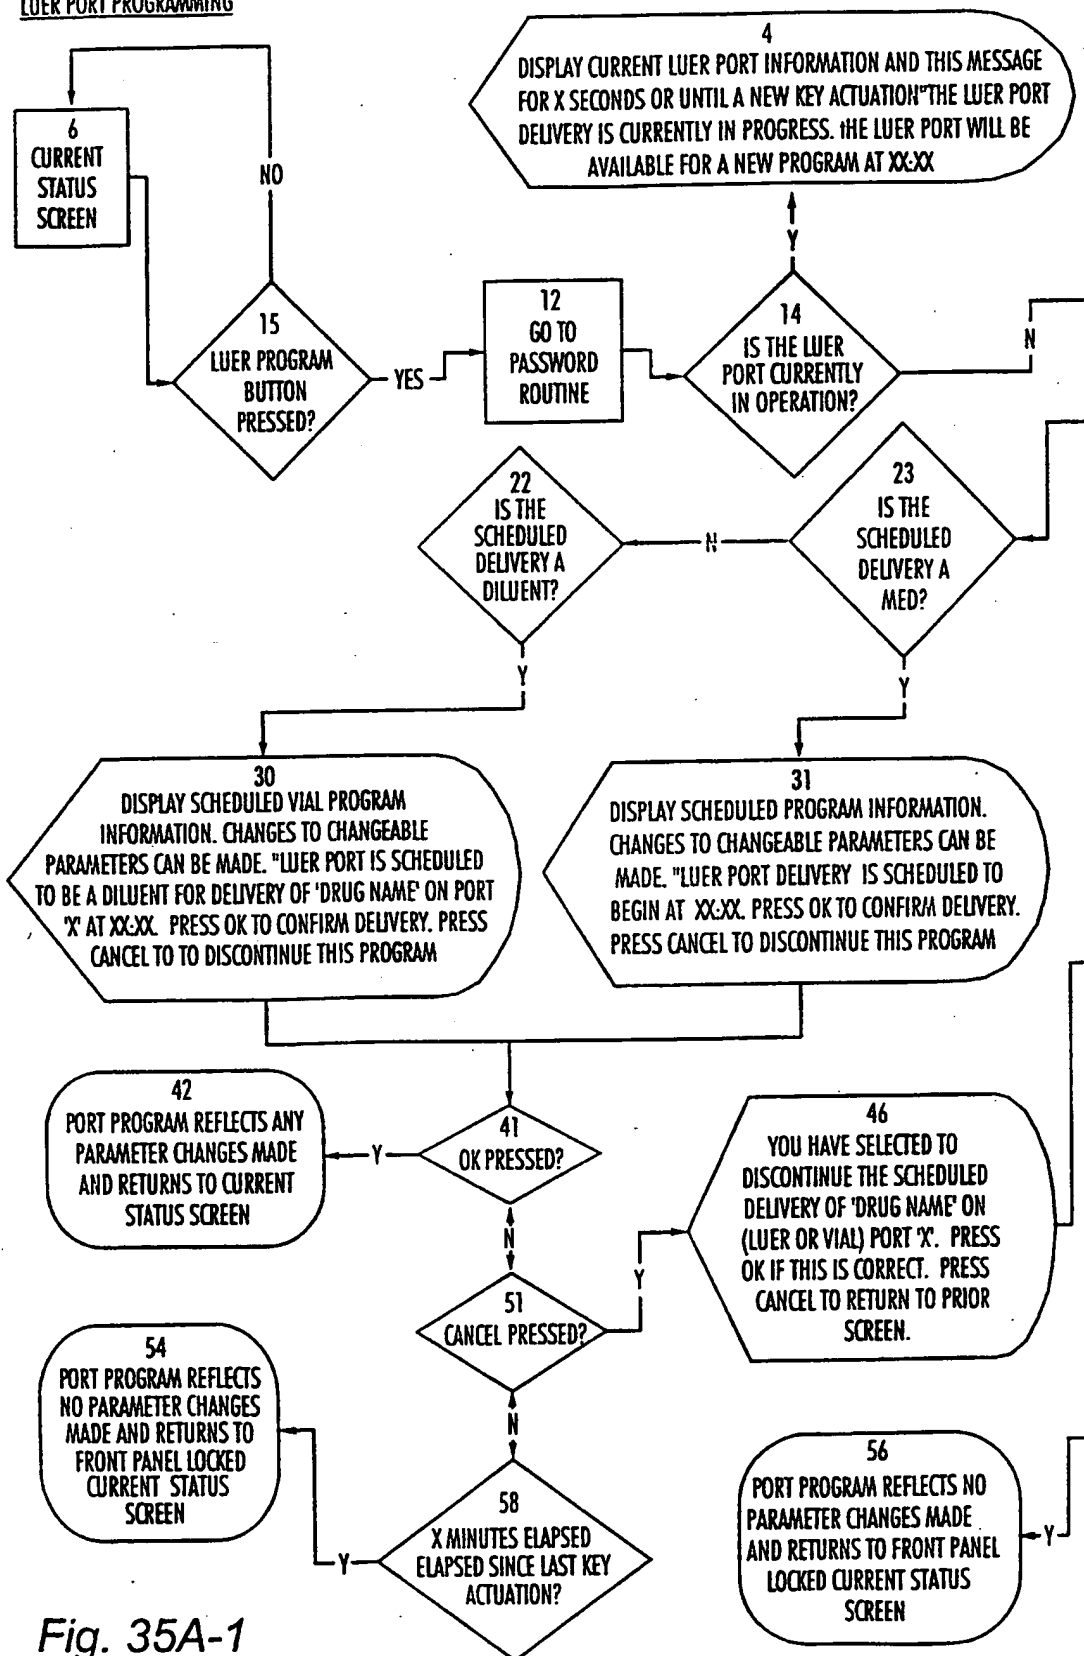 LUER PORT PROGRAMMING
4
DISPLAY CURRENT LUER PORT INFORMATION AND THIS MESSAGE
FOR X SECONDS OR UNTIL A NEW KEY ACTUATION"THE LUER PORT
DELIVERY IS CURRENTLY IN PROGRESS. THE LUER PORT WILL BE
AVAILABLE FOR A NEW PROGRAM AT XX:XX
6
CURRENT
STATUS
SCREEN
NO
Y
15
LUER PROGRAM
BUTTON
PRESSED?
YES
12
GO TO
PASSWORD
ROUTINE
14
IS THE LUER
PORT CURRENTLY
IN OPERATION?
N
22
IS THE
SCHEDULED
DELIVERY A
DILUENT?
N
23
IS THE
SCHEDULED
DELIVERY A
MED?
Y
Y
30
DISPLAY SCHEDULED VIAL PROGRAM
INFORMATION. CHANGES TO CHANGEABLE
PARAMETERS CAN BE MADE. "LUER PORT IS SCHEDULED
TO BE A DILUENT FOR DELIVERY OF 'DRUG NAME' ON PORT
'X' AT XX:XX. PRESS OK TO CONFIRM DELIVERY. PRESS
CANCEL TO TO DISCONTINUE THIS PROGRAM
31
DISPLAY SCHEDULED PROGRAM INFORMATION.
CHANGES TO CHANGEABLE PARAMETERS CAN BE
MADE. "LUER PORT DELIVERY IS SCHEDULED TO
BEGIN AT XX:XX. PRESS OK TO CONFIRM DELIVERY.
PRESS CANCEL TO DISCONTINUE THIS PROGRAM
42
PORT PROGRAM REFLECTS ANY
PARAMETER CHANGES MADE
AND RETURNS TO CURRENT
STATUS SCREEN
Y
41
OK PRESSED?
N
46
YOU HAVE SELECTED TO
DISCONTINUE THE SCHEDULED
DELIVERY OF 'DRUG NAME' ON
(LUER OR VIAL) PORT 'X'. PRESS
OK IF THIS IS CORRECT. PRESS
CANCEL TO RETURN TO PRIOR
SCREEN.
51
CANCEL PRESSED?
Y
N
54
PORT PROGRAM REFLECTS
NO PARAMETER CHANGES
MADE AND RETURNS TO
FRONT PANEL LOCKED
CURRENT STATUS
SCREEN
58
X MINUTES ELAPSED
ELAPSED SINCE LAST KEY
ACTUATION?
Y
56
PORT PROGRAM REFLECTS NO
PARAMETER CHANGES MADE
AND RETURNS TO FRONT PANEL
LOCKED CURRENT STATUS
SCREEN
Y
Fig. 35A-1